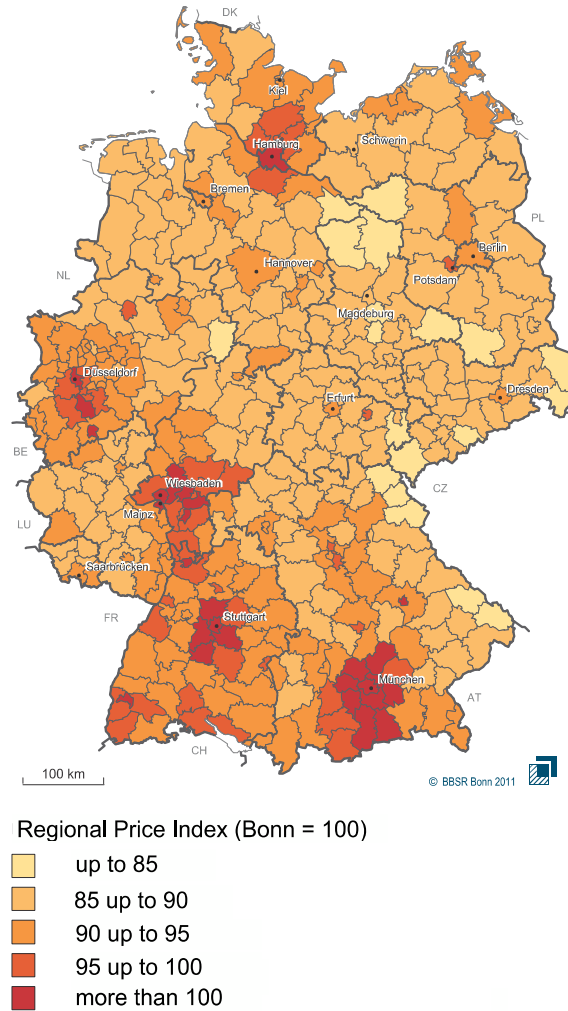 DK
Kiel
Hamburg
Schwerin
Bremen
PL
Berlin
Hannover
Potsdam
NL
Magdeburg
Düsseldorf
Erfurt
Dresden
BE
Wiesbaden
CZ
Mainz
LU
Saarbrücken
FR
Stuttgart
München
AT
CH
100 km
© BBSR Bonn 2011
Regional Price Index (Bonn = 100)
up to 85
85 up to 90
90 up to 95
95 up to 100
more than 100